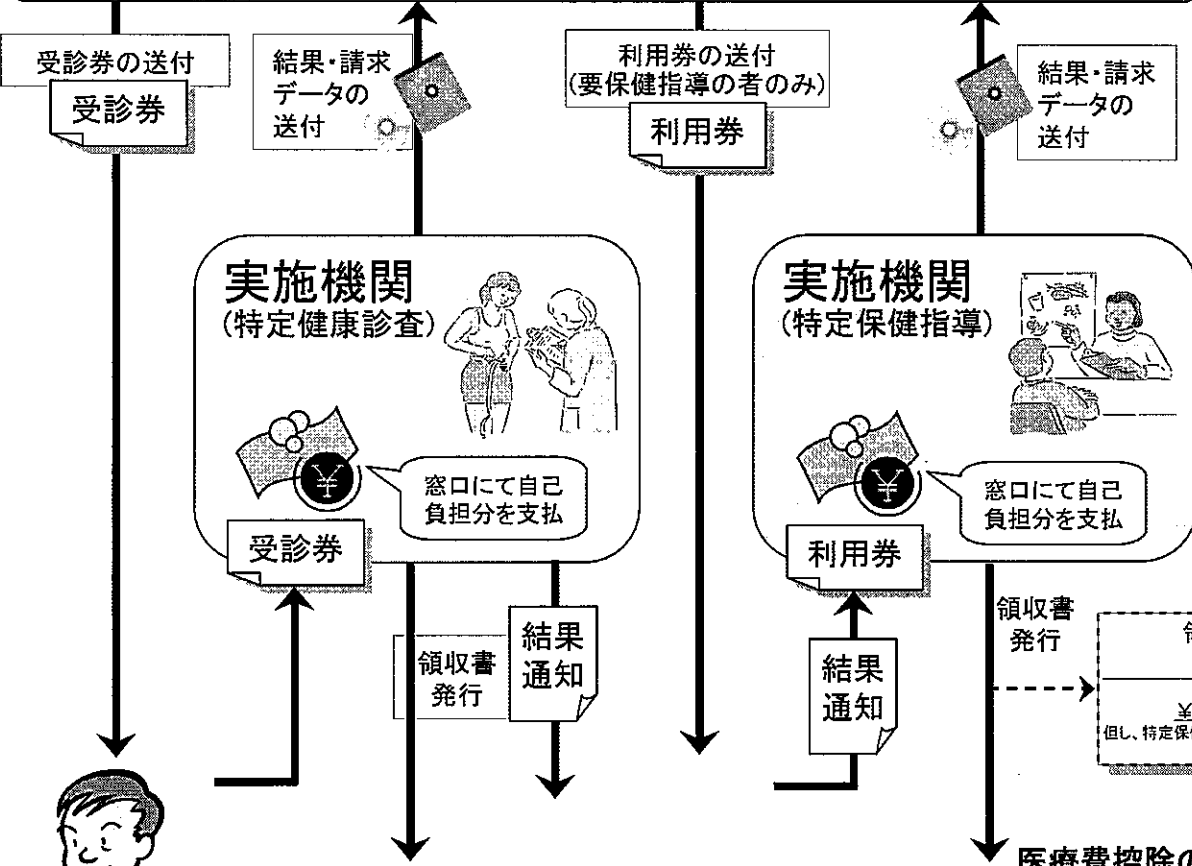 受診券の送付
受診券
結果・請求
データの
送付
利用券の送付
(要保健指導の者のみ)
利用券
結果・請求
データの
送付
実施機関
(特定健康診査)
¥
窓口にて自己
負担分を支払
受診券
領収書
発行
結果
通知
実施機関
(特定保健指導)
¥
窓口にて自己
負担分を支払
利用券
結果
通知
領収書
発行
¥
但し、特定保
医療費控除の